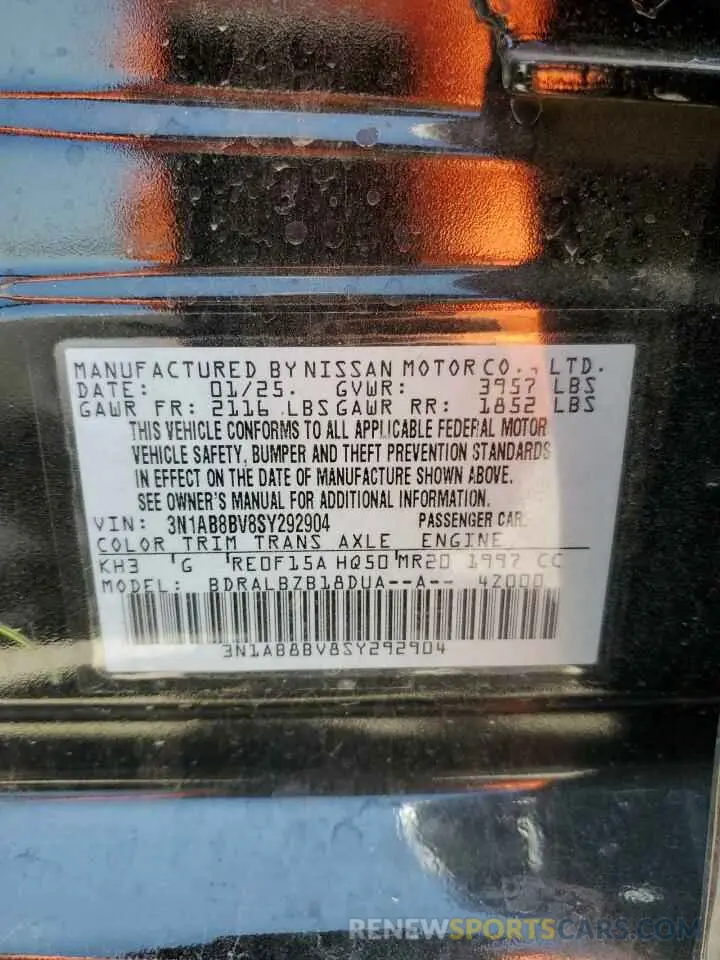 MANUFACTURED BY NISSAN MOTOR CO., LTD.
DATE: 01/25. GVWR: 3957 LBS
GAWR FR: 2116 LBS GAWR RR: 1852 LBS
THIS VEHICLE CONFORMS TO ALL APPLICABLE FEDERAL MOTOR
VEHICLE SAFETY, BUMPER AND THEFT PREVENTION STANDARDS
IN EFFECT ON THE DATE OF MANUFACTURE SHOWN ABOVE.
SEE OWNER'S MANUAL FOR ADDITIONAL INFORMATION.
VIN: 3N1AB8BV8SY292904 PASSENGER CAR
COLOR TRIM TRANS AXLE ENGINE
KH3 G RE0F15A HQ50 MR20 1997 CC
MODEL: BDRALBZB18DUA--A-- 4Z000
3N1AB8BV8SY292904
RENEWSPORTSCARS.COM